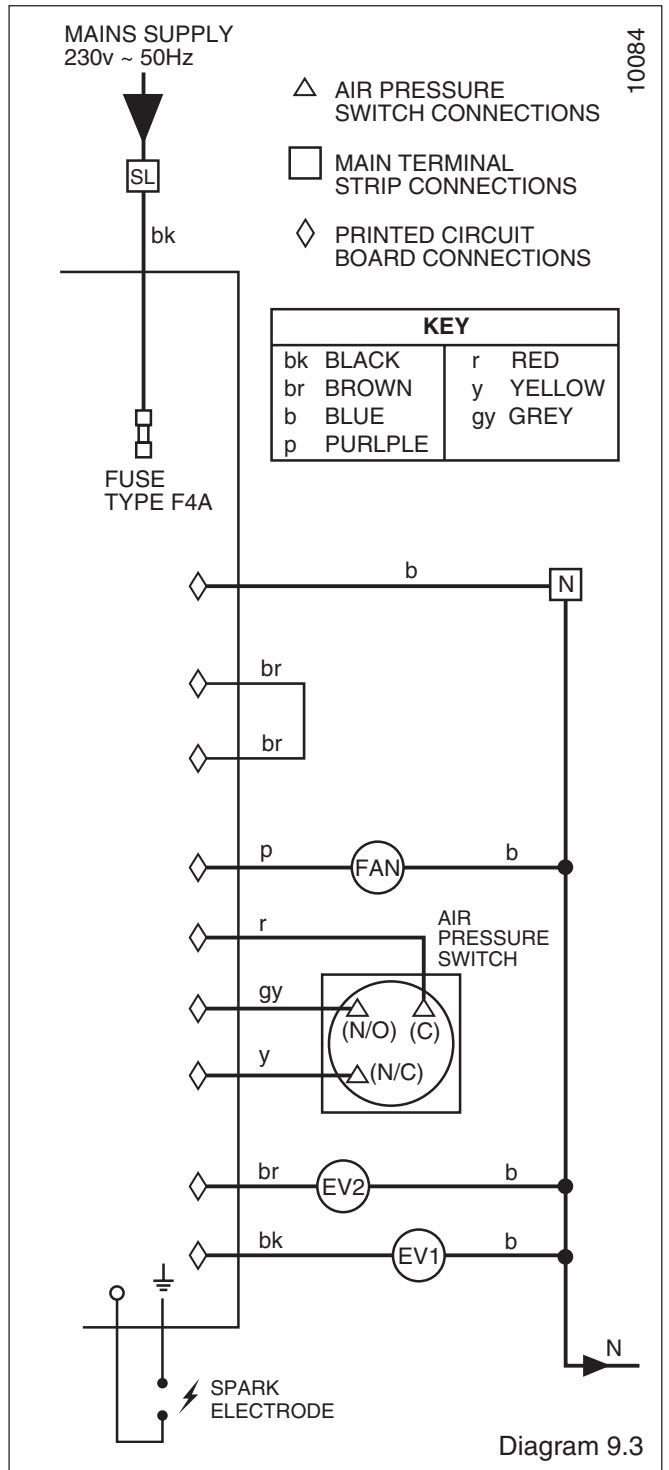 MAINS SUPPLY
230v ~ 50Hz
10084
AIR PRESSURE
SWITCH CONNECTIONS
SL
MAIN TERMINAL
STRIP CONNECTIONS
bk
PRINTED CIRCUIT
BOARD CONNECTIONS
KEY
bk BLACK r RED
br BROWN y YELLOW
b BLUE gy GREY
p PURLPLE
FUSE
TYPE F4A
b
N
br
br
p FAN b
r
AIR
PRESSURE
SWITCH
gy
(N/O) (C)
y
(N/C)
br EV2 b
bk EV1 b
N
SPARK
ELECTRODE
Diagram 9.3